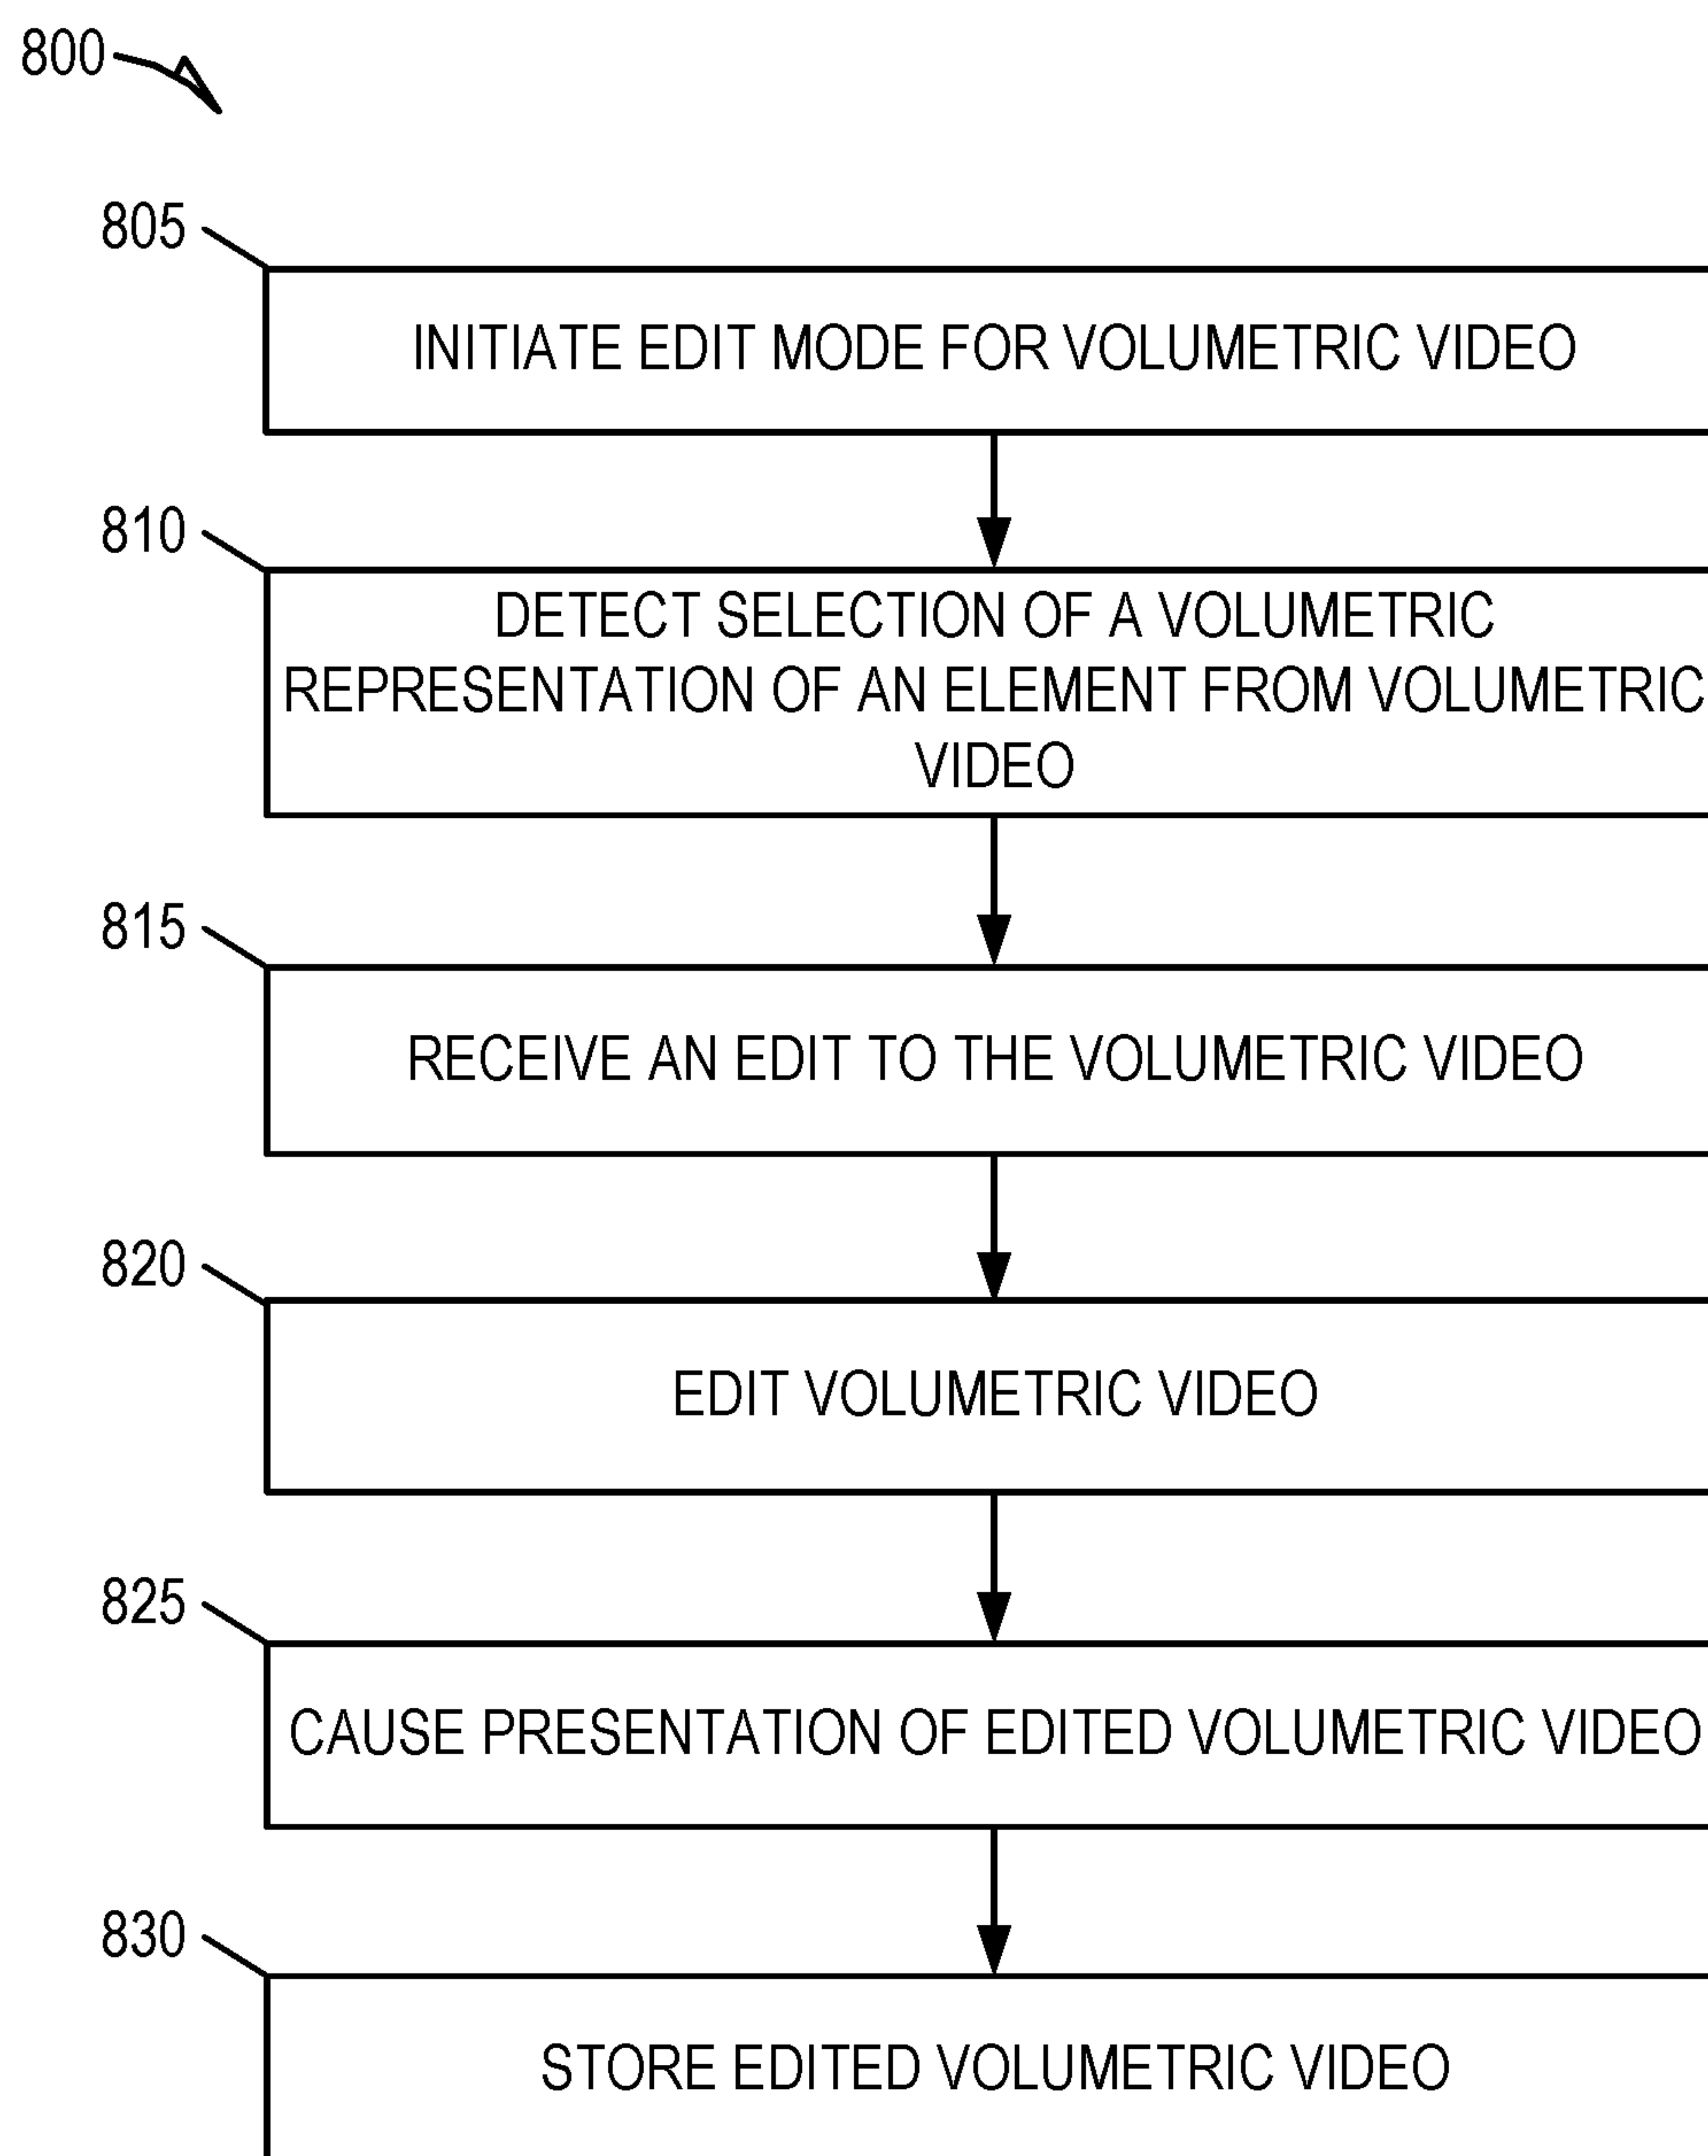 800
805
INITIATE EDIT MODE FOR VOLUMETRIC VIDEO
810
DETECT SELECTION OF A VOLUMETRIC
REPRESENTATION OF AN ELEMENT FROM VOLUMETRIC
VIDEO
815
RECEIVE AN EDIT TO THE VOLUMETRIC VIDEO
820
EDIT VOLUMETRIC VIDEO
825
CAUSE PRESENTATION OF EDITED VOLUMETRIC VIDEO
830
STORE EDITED VOLUMETRIC VIDEO